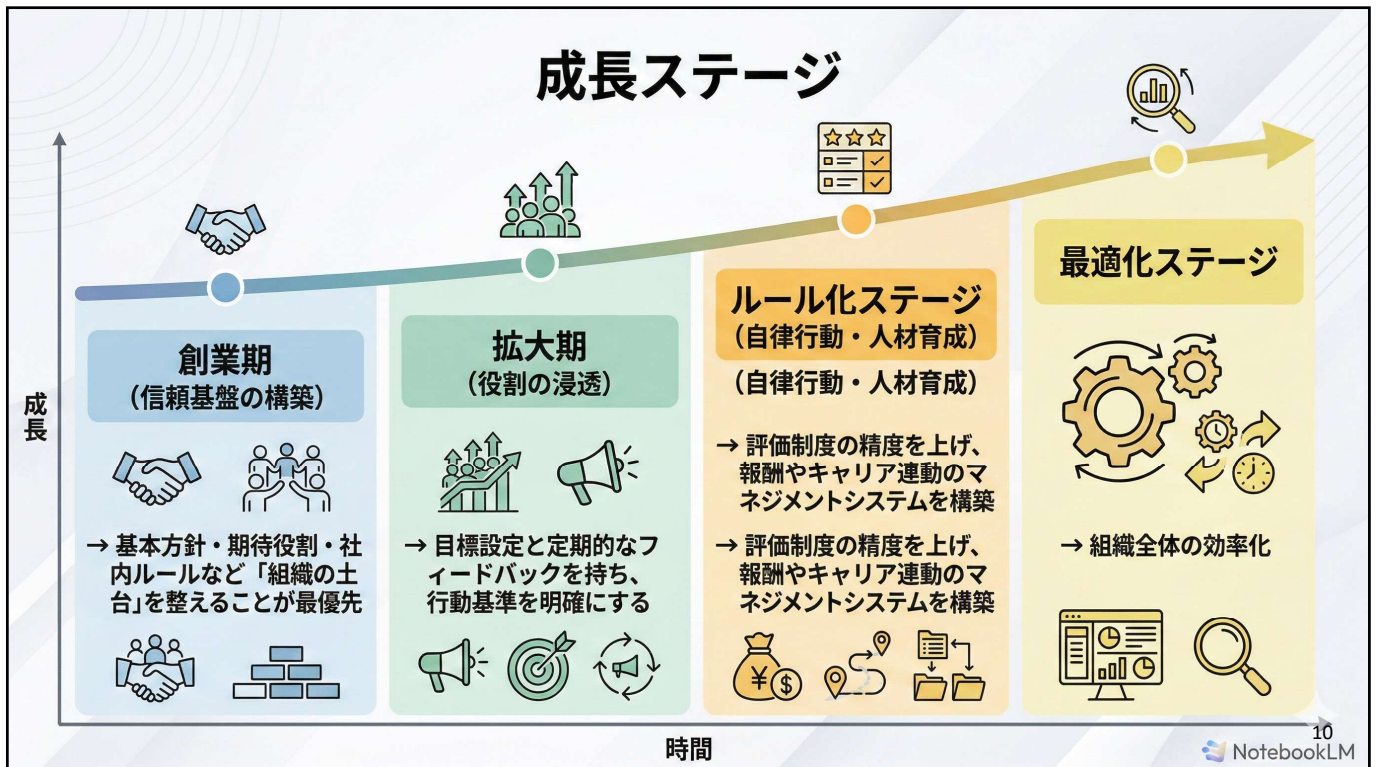 成長ステージ
成長
創業期
（信頼基盤の構築）
→ 基本方針・期待役割・社
内ルールなど「組織の土
台」を整えることが最優先
拡大期
（役割の浸透）
→ 目標設定と定期的なフ
ィードバックを持ち、
行動基準を明確にする
ルール化ステージ
（自律行動・人材育成）
（自律行動・人材育成）
→ 評価制度の精度を上げ、
報酬やキャリア連動のマ
ネジメントシステムを構築
→ 評価制度の精度を上げ、
報酬やキャリア連動のマ
ネジメントシステムを構築
¥
$
最適化ステージ
→ 組織全体の効率化
時間
10
NotebookLM